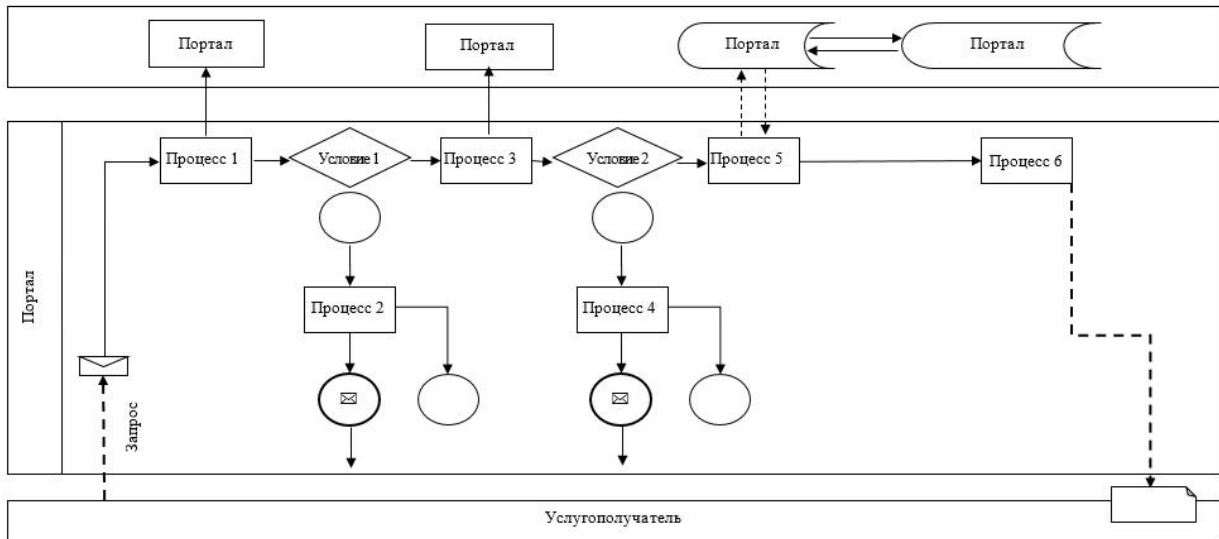 Портал
Портал
Портал
Портал
Процесс 1
Условие 1
Процесс 3
Условие 2
Процесс 5
Процесс 6
Процесс 2
Процесс 4
Портал
Запрос
Услугополучатель